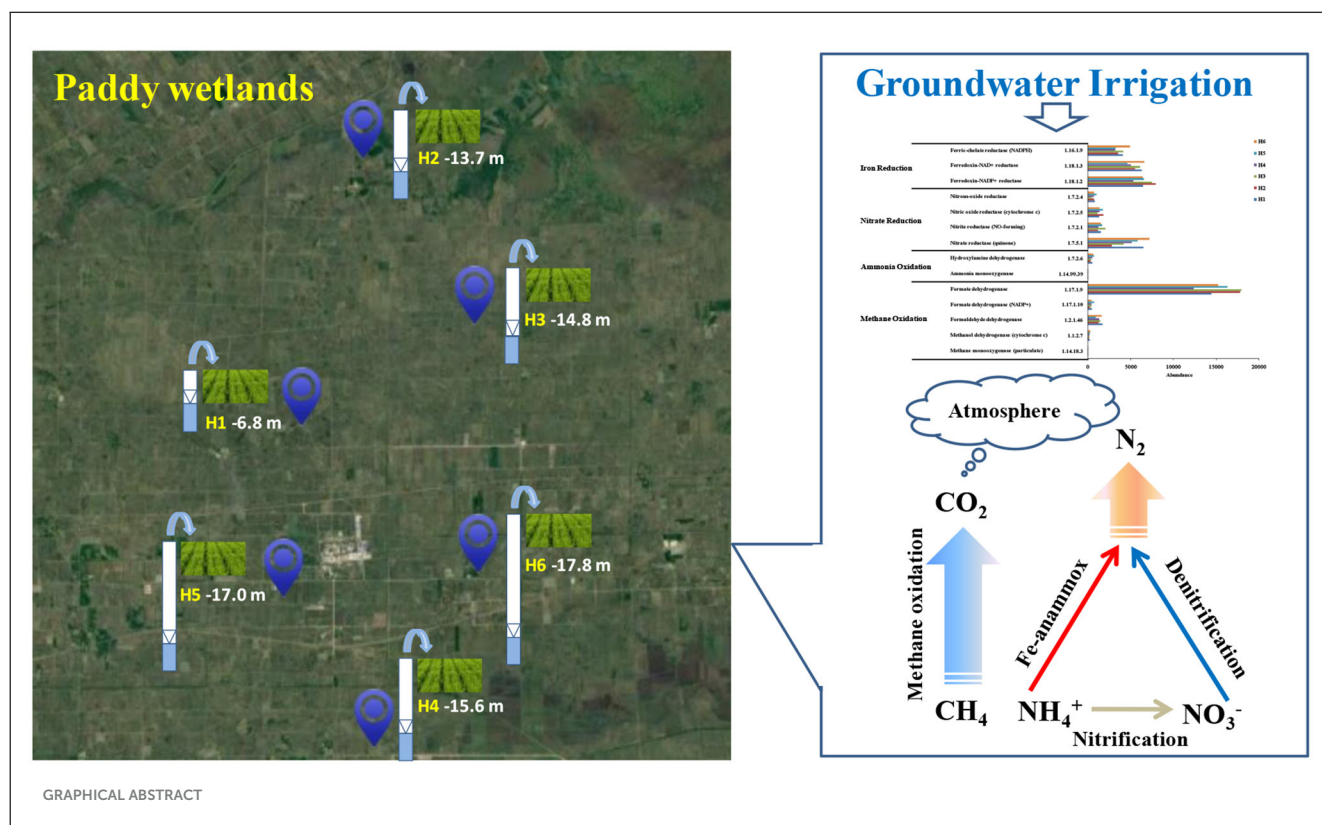 Paddy wetlands
H2 -13.7 m
H3 -14.8 m
H1 -6.8 m
H6 -17.8 m
H5 -17.0 m
H4 -15.6 m
Groundwater Irrigation
Iron Reduction
Ferric-chelate reductase (NADPH) 1.16.1.9
Ferredoxin-NAD+ reductase 1.18.1.3
Ferredoxin-NADP+ reductase 1.18.1.2
Nitrate Reduction
Nitrous-oxide reductase 1.7.2.4
Nitric oxide reductase (cytochrome c) 1.7.2.5
Nitrite reductase (NO-forming) 1.7.2.1
Nitrate reductase (quinone) 1.7.5.1
Ammonia Oxidation
Hydroxylamine dehydrogenase 1.7.2.6
Ammonia monooxygenase 1.14.99.39
Methane Oxidation
Formate dehydrogenase 1.17.1.9
Formate dehydrogenase (NADP+) 1.17.1.10
Formaldehyde dehydrogenase 1.2.1.46
Methanol dehydrogenase (cytochrome c) 1.1.2.7
Methane monooxygenase (particulate) 1.14.18.3
H6
H5
H4
H3
H2
H1
0 5000 10000 15000 20000
Abundance
Atmosphere
N₂
CO₂
Methane oxidation
Fe-anammox
Denitrification
CH₄ NH₄⁺ NO₃⁻
Nitrification
GRAPHICAL ABSTRACT